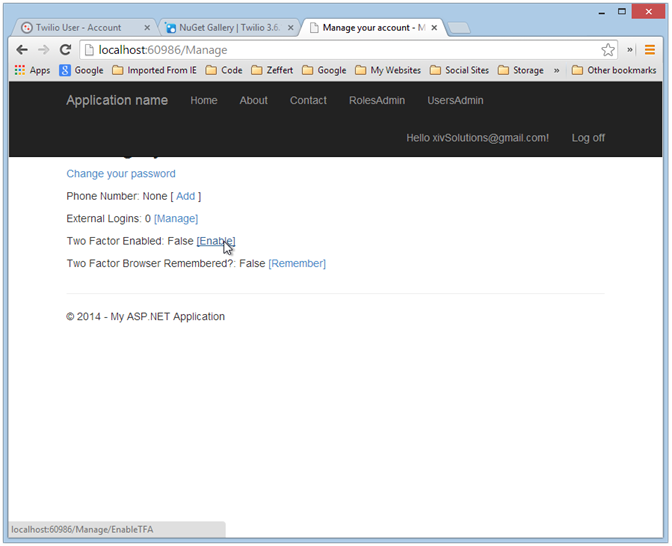 Twilio User - Account
NuGet Gallery | Twilio 3.6.
Manage your account - M
localhost:60986/Manage
Apps Google Imported From IE Code Zeffert Google My Websites Social Sites Storage » Other bookmarks
Application name Home About Contact RolesAdmin UsersAdmin
Hello xivSolutions@gmail.com! Log off
Change your password
Phone Number: None [ Add ]
External Logins: 0 [Manage]
Two Factor Enabled: False [Enable]
Two Factor Browser Remembered?: False [Remember]
© 2014 - My ASP.NET Application
localhost:60986/Manage/EnableTFA